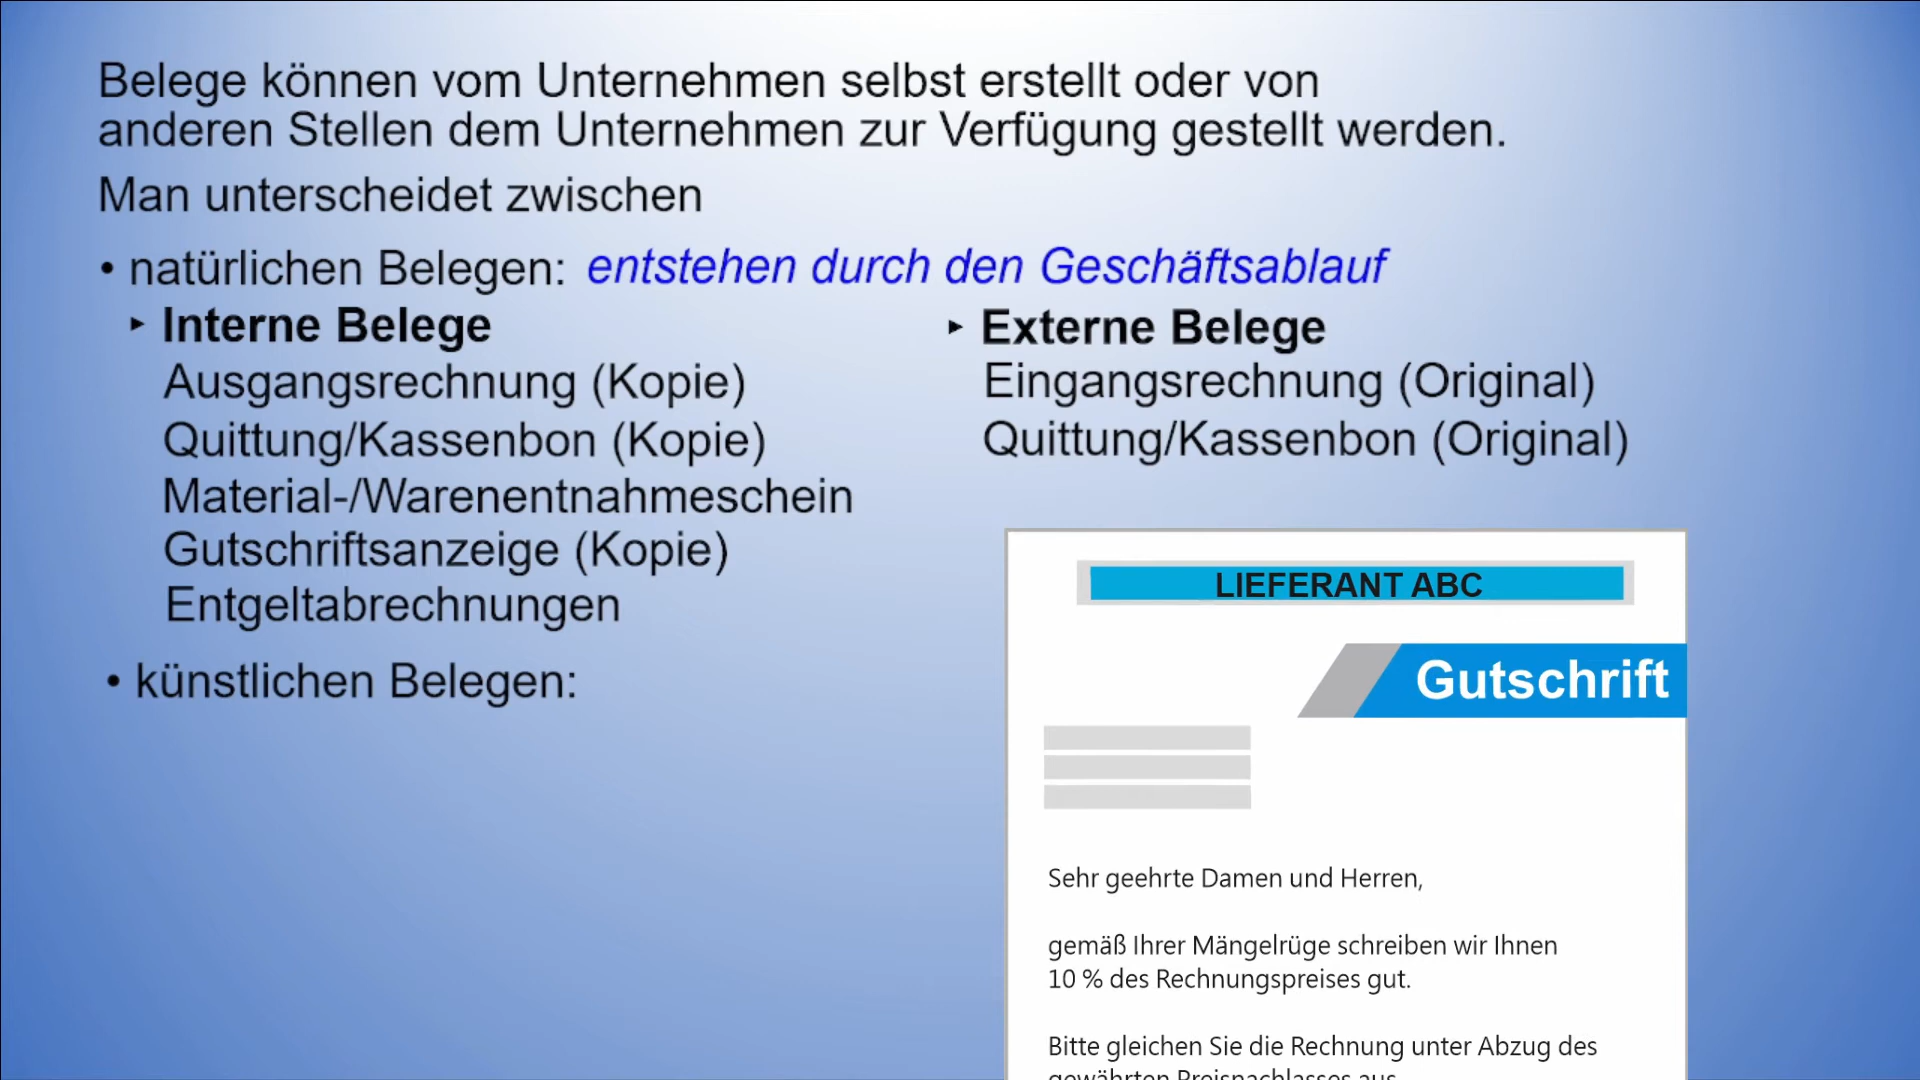 Belege können vom Unternehmen selbst erstellt oder von
anderen Stellen dem Unternehmen zur Verfügung gestellt werden.
Man unterscheidet zwischen
• natürlichen Belegen: entstehen durch den Geschäftsablauf
▸ Interne Belege
Ausgangsrechnung (Kopie)
Quittung/Kassenbon (Kopie)
Material-/Warenentnahmeschein
Gutschriftsanzeige (Kopie)
Entgeltabrechnungen
▸ Externe Belege
Eingangsrechnung (Original)
Quittung/Kassenbon (Original)
• künstlichen Belegen:
LIEFERANT ABC
Gutschrift
Sehr geehrte Damen und Herren,
gemäß Ihrer Mängelrüge schreiben wir Ihnen
10 % des Rechnungspreises gut.
Bitte gleichen Sie die Rechnung unter Abzug des
gewährten Preisnachlasses aus